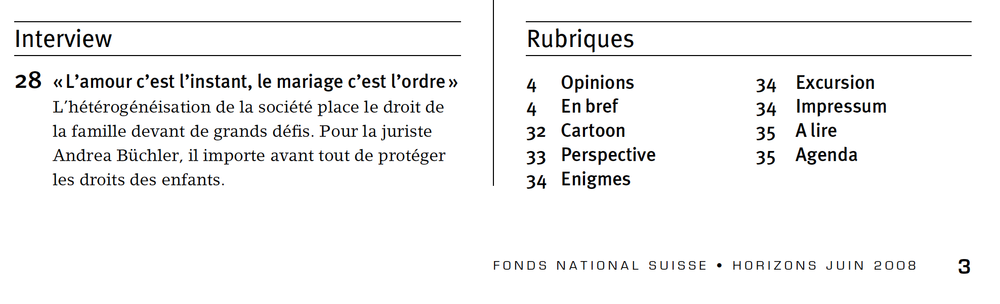 Interview
28 « L’amour c’est l’instant, le mariage c’est l’ordre »
L’hétérogénéisation de la société place le droit de
la famille devant de grands défis. Pour la juriste
Andrea Büchler, il importe avant tout de protéger
les droits des enfants.
Rubriques
4 Opinions
4 En bref
32 Cartoon
33 Perspective
34 Enigmes
34 Excursion
34 Impressum
35 A lire
35 Agenda
FONDS NATIONAL SUISSE • HORIZONS JUIN 2008 3